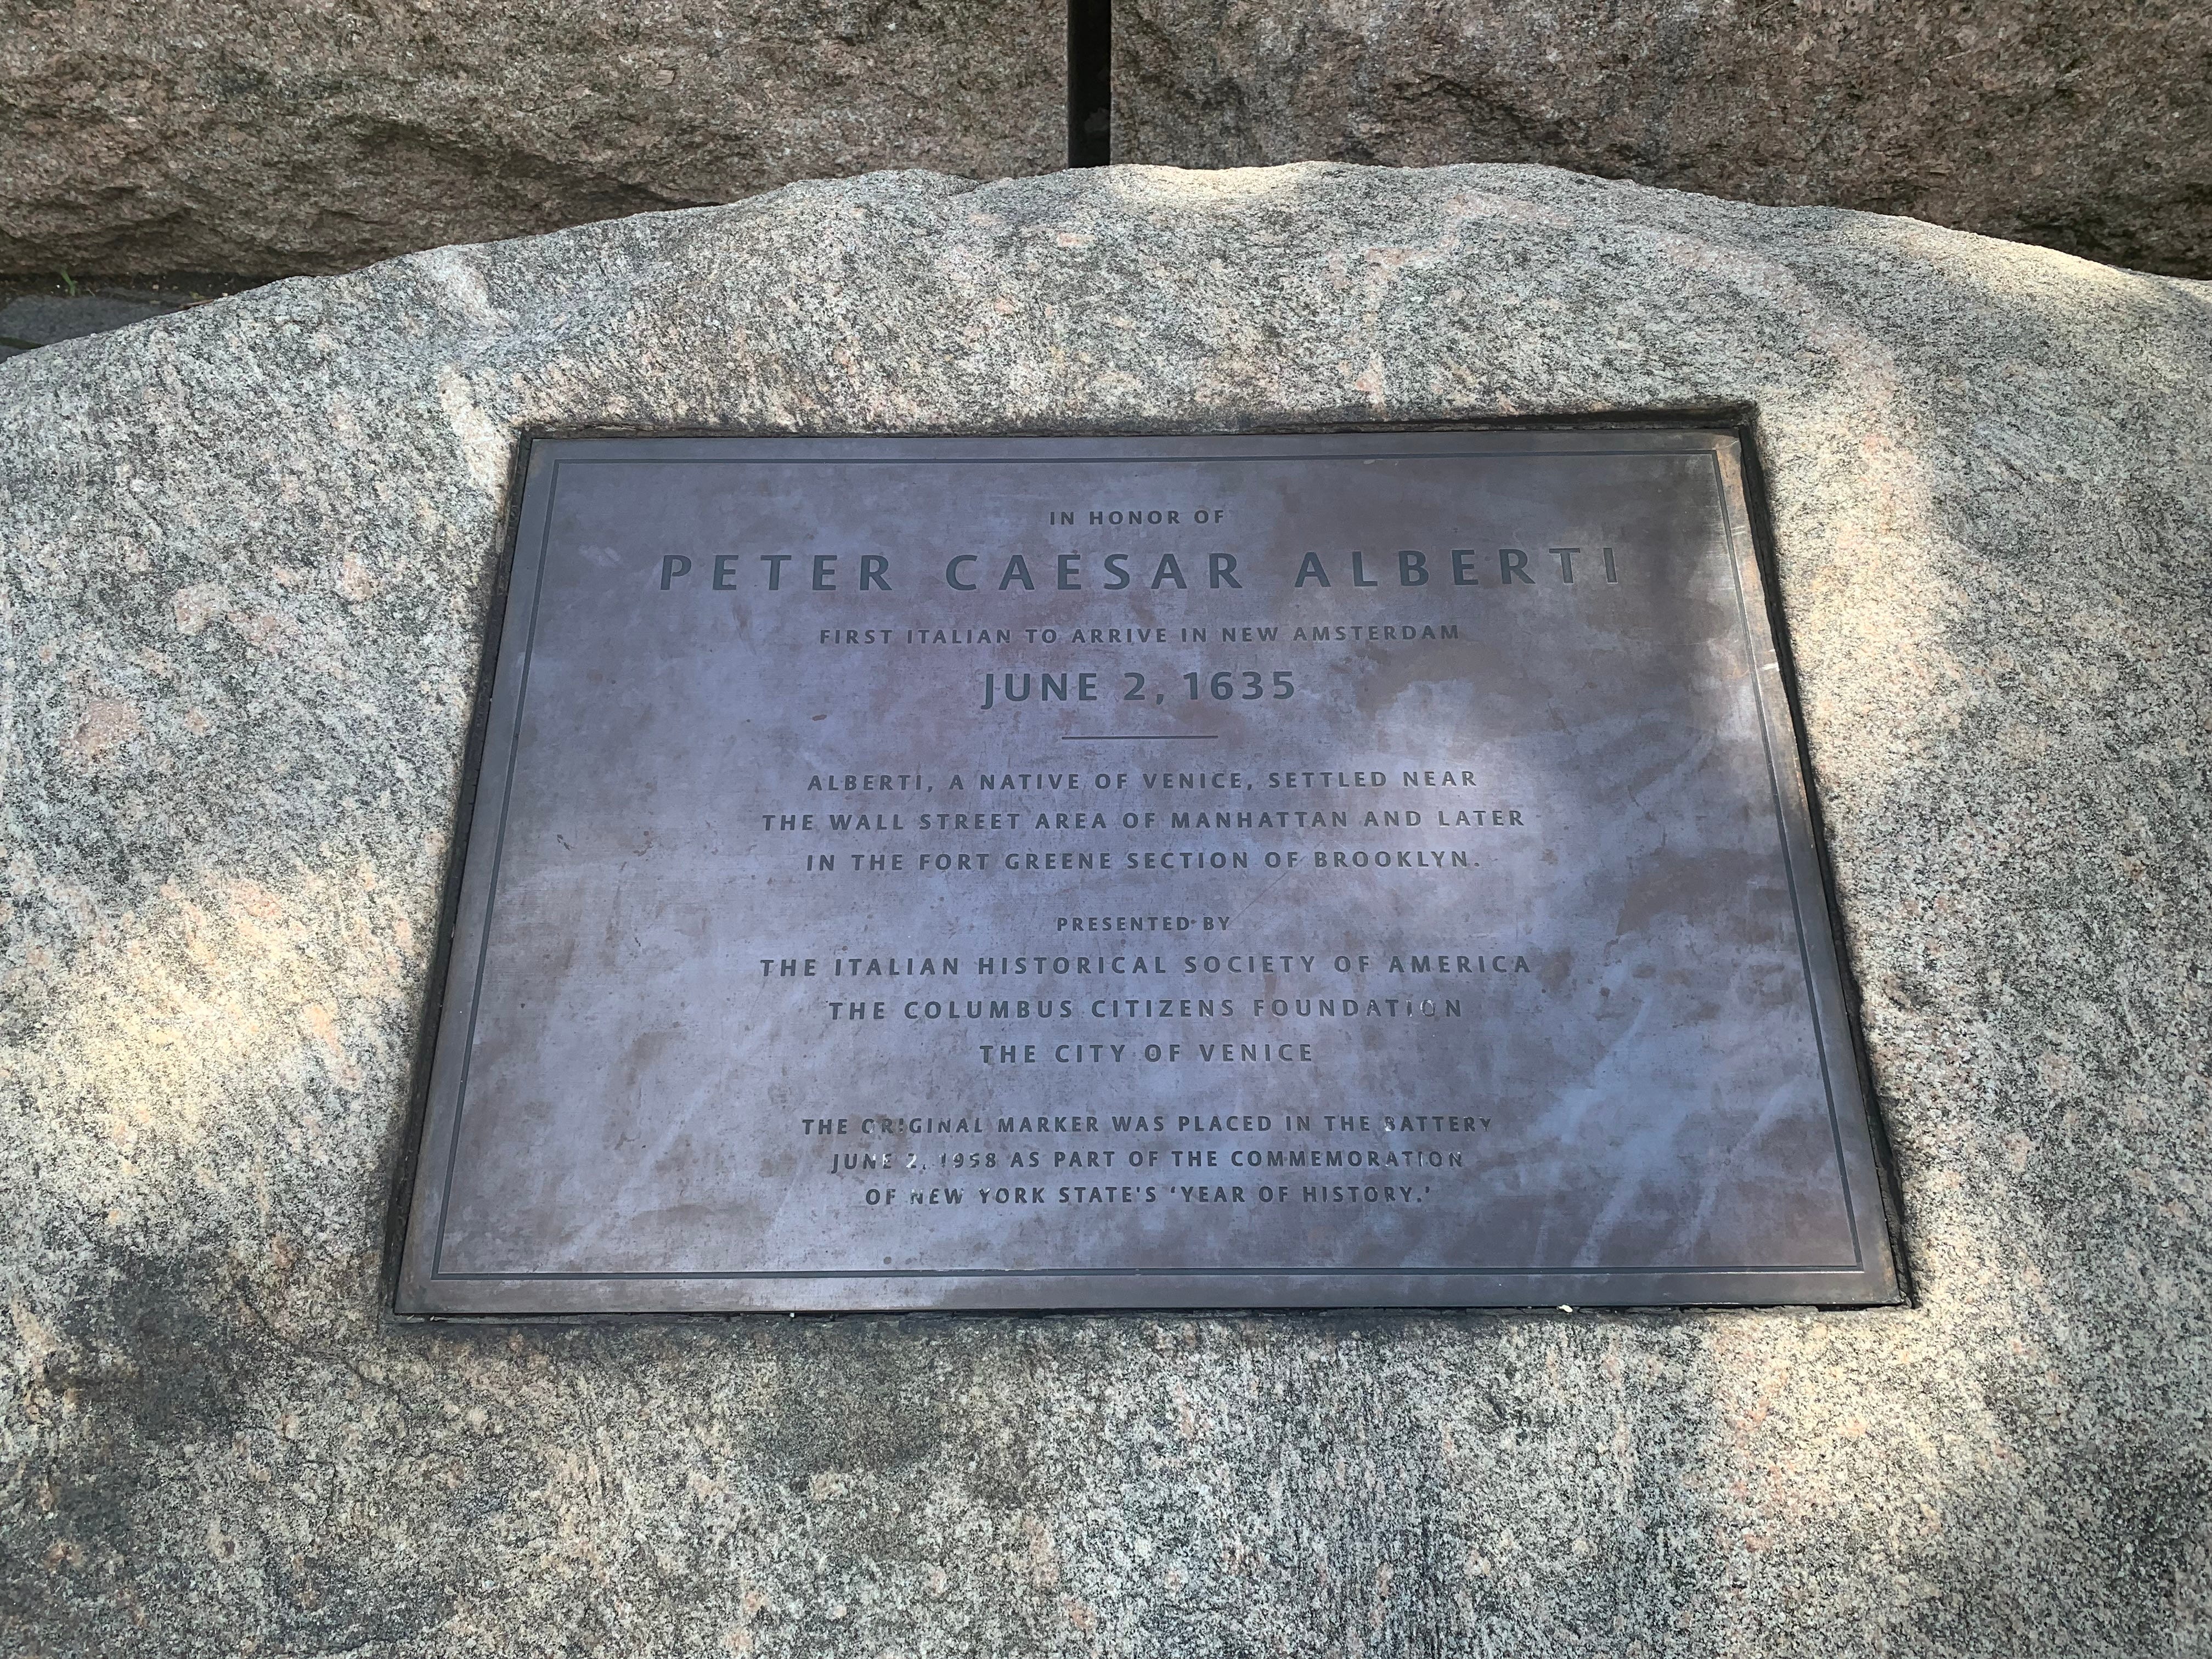 IN HONOR OF
PETER CAESAR ALBERTI
FIRST ITALIAN TO ARRIVE IN NEW AMSTERDAM
JUNE 2, 1635
ALBERTI, A NATIVE OF VENICE, SETTLED NEAR
THE WALL STREET AREA OF MANHATTAN AND LATER
IN THE FORT GREENE SECTION OF BROOKLYN.
PRESENTED BY
THE ITALIAN HISTORICAL SOCIETY OF AMERICA
THE COLUMBUS CITIZENS FOUNDATION
THE CITY OF VENICE
THE ORIGINAL MARKER WAS PLACED IN THE BATTERY
JUNE 2, 1958 AS PART OF THE COMMEMORATION
OF NEW YORK STATE'S 'YEAR OF HISTORY.'